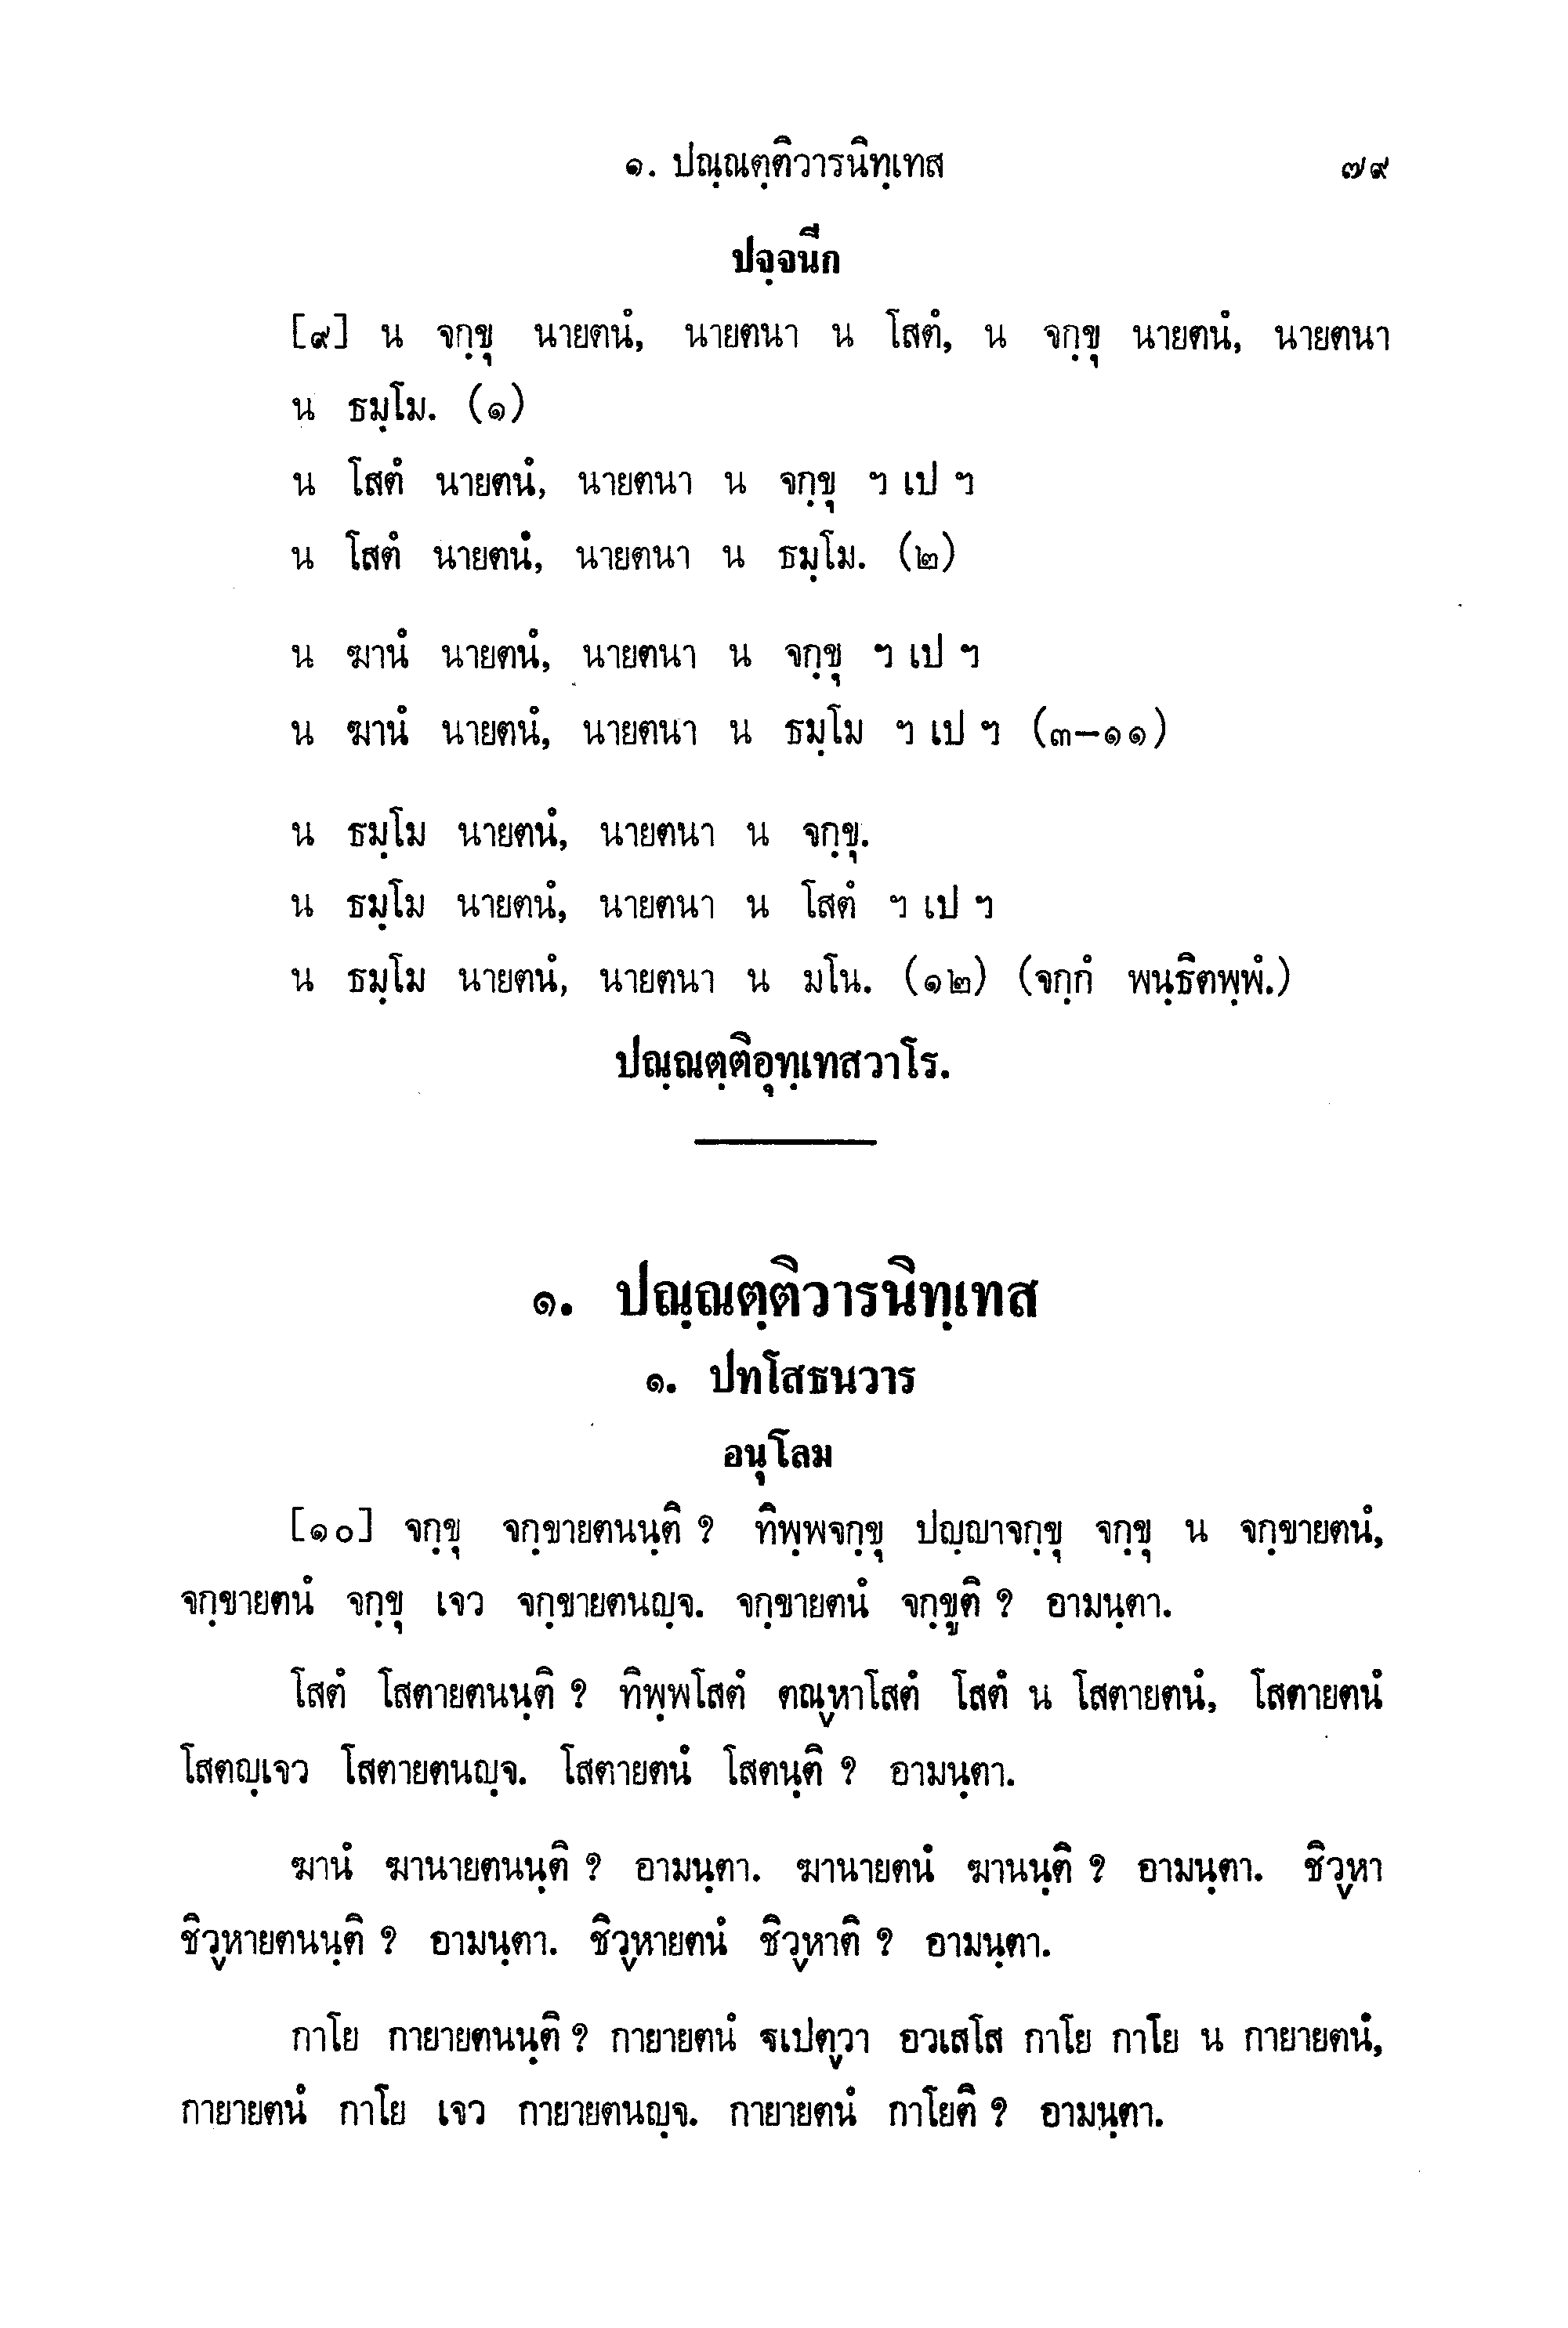 ๑. ปณฺณตฺติวารนิทฺเทส ๗๙
ปจฺจนีก
[๙] น จกฺขุ นายตนํ, นายตนา น โสตํ, น จกฺขุ นายตนํ, นายตนา
น ธมฺโม. (๑)
น โสตํ นายตนํ, นายตนา น จกฺขุ ฯ เป ฯ
น โสตํ นายตนํ, นายตนา น ธมฺโม. (๒)
น ฆานํ นายตนํ, นายตนา น จกฺขุ ฯ เป ฯ
น ฆานํ นายตนํ, นายตนา น ธมฺโม ฯ เป ฯ (๓–๑๑)
น ธมฺโม นายตนํ, นายตนา น จกฺขุ.
น ธมฺโม นายตนํ, นายตนา น โสตํ ฯ เป ฯ
น ธมฺโม นายตนํ, นายตนา น มโน. (๑๒) (จกฺกํ พนฺธิตพฺพํ.)
ปณฺณตฺติอุทฺเทสวาโร.
๑. ปณฺณตฺติวารนิทฺเทส
๑. ปทโสธนวาร
อนุโลม
[๑๐] จกฺขุ จกฺขายตนนฺติ ? ทิพฺพจกฺขุ ปญฺญาจกฺขุ จกฺขุ น จกฺขายตนํ,
จกฺขายตนํ จกฺขุ เจว จกฺขายตนญฺจ. จกฺขายตนํ จกฺขูติ ? อามนฺตา.
โสตํ โสตายตนนฺติ ? ทิพฺพโสตํ ตณฺหาโสตํ โสตํ น โสตายตนํ, โสตายตนํ
โสตญฺเจว โสตายตนญฺจ. โสตายตนํ โสตนฺติ ? อามนฺตา.
ฆานํ ฆานายตนนฺติ ? อามนฺตา. ฆานายตนํ ฆานนฺติ ? อามนฺตา. ชิวฺหา
ชิวฺหายตนนฺติ ? อามนฺตา. ชิวฺหายตนํ ชิวฺหาติ ? อามนฺตา.
กาโย กายายตนนฺติ ? กายายตนํ ฐเปตฺวา อวเสโส กาโย กาโย น กายายตนํ,
กายายตนํ กาโย เจว กายายตนญฺจ. กายายตนํ กาโยติ ? อามนฺตา.